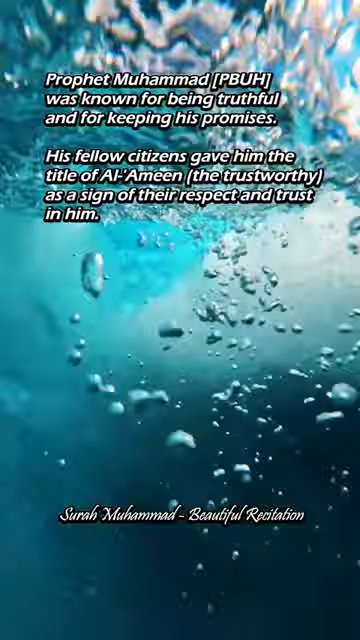 Prophet Muhammad [PBUH]
was known for being truthful
and for keeping his promises.
His fellow citizens gave him the
title of Al-'Ameen (the trustworthy)
as a sign of their respect and trust
in him.
Surah Muhammad - Beautiful Recitation